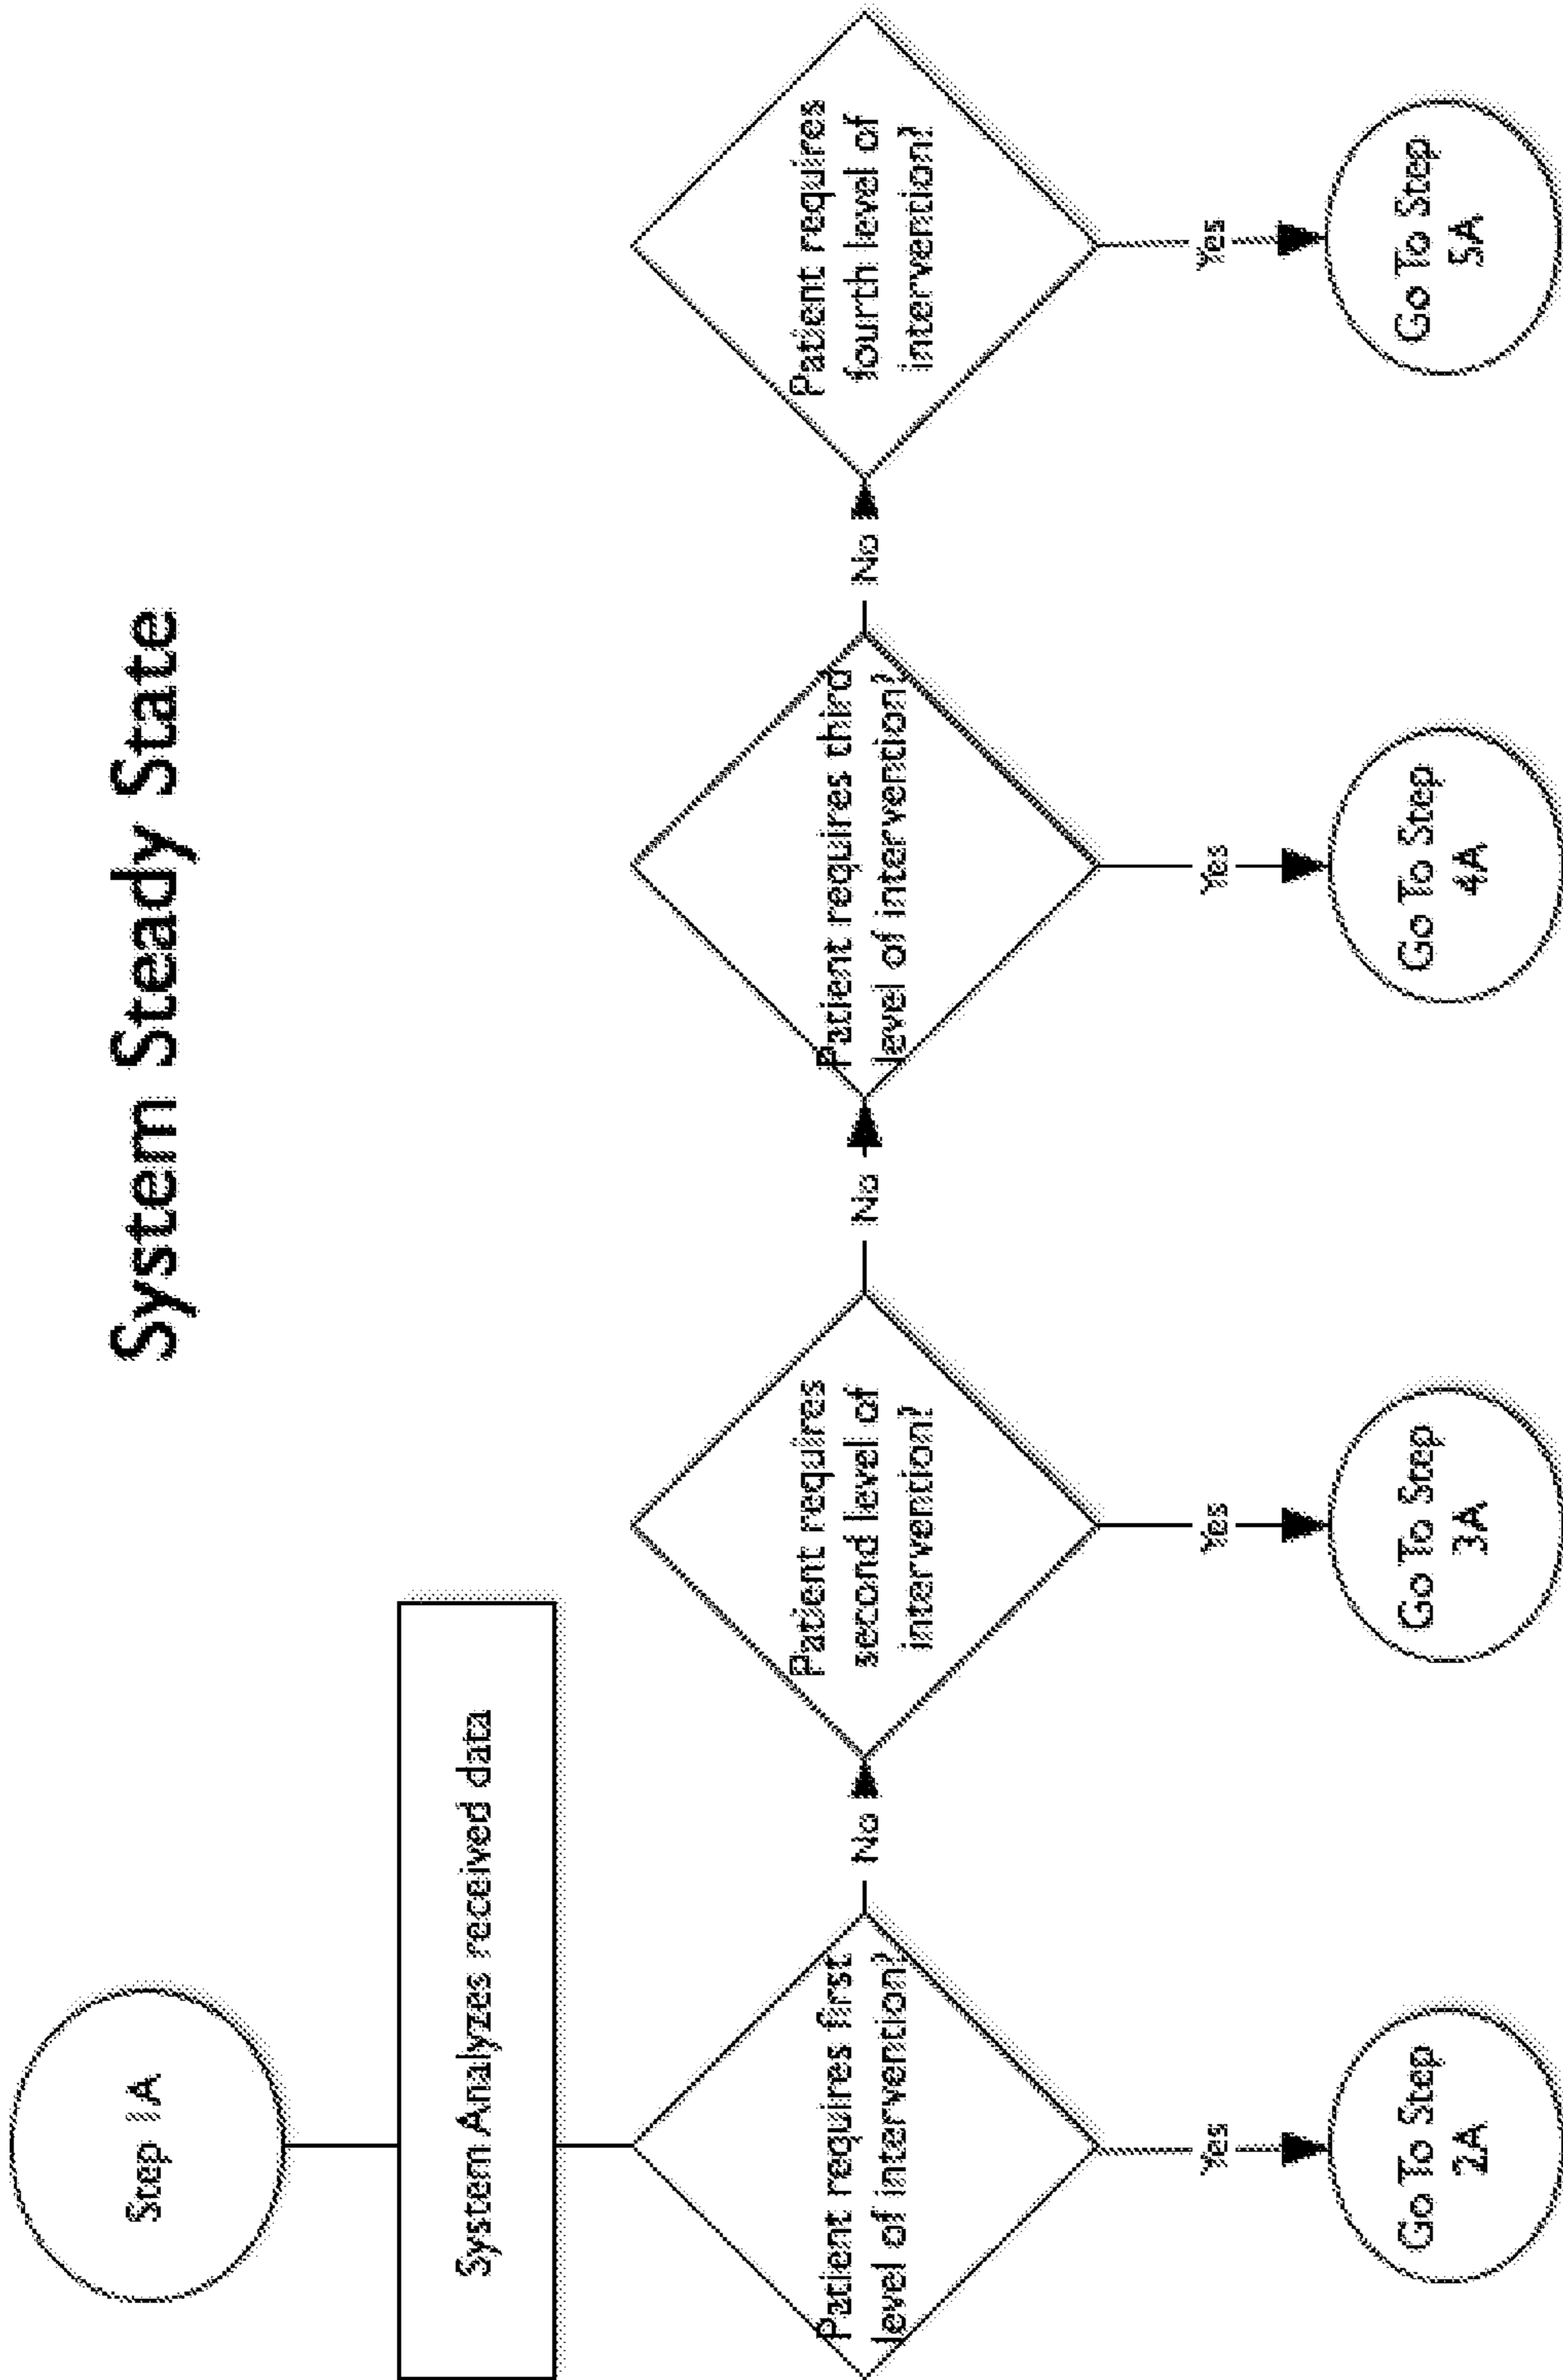 System Steady State
Step 1A
System Analyzes received data
Patient requires first
level of intervention?
No
Patient requires
second level of
intervention?
No
Patient requires third
level of intervention?
No
Patient requires
fourth level of
intervention?
Yes
Yes
Yes
Yes
Go To Step
2A
Go To Step
3A
Go To Step
4A
Go To Step
5A